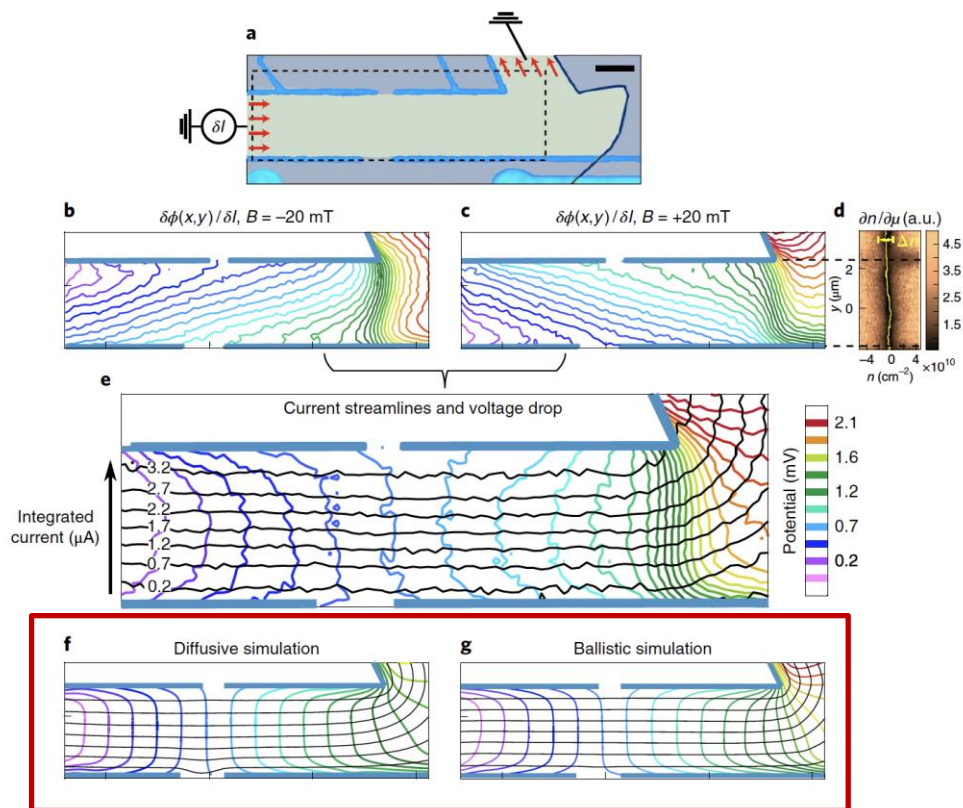 a
δI
b
δϕ(x,y)/δI, B = –20 mT
c
δϕ(x,y)/δI, B = +20 mT
d
∂n/∂μ (a.u.)
Δn
2
0
y (μm)
–4 0 4
n (cm⁻²)
4.5
3.5
2.5
1.5
×10¹⁰
e
Current streamlines and voltage drop
Integrated
current (μA)
3.2
2.7
2.2
1.7
1.2
0.7
0.2
2.1
1.6
1.2
0.7
0.2
Potential (mV)
f
Diffusive simulation
g
Ballistic simulation